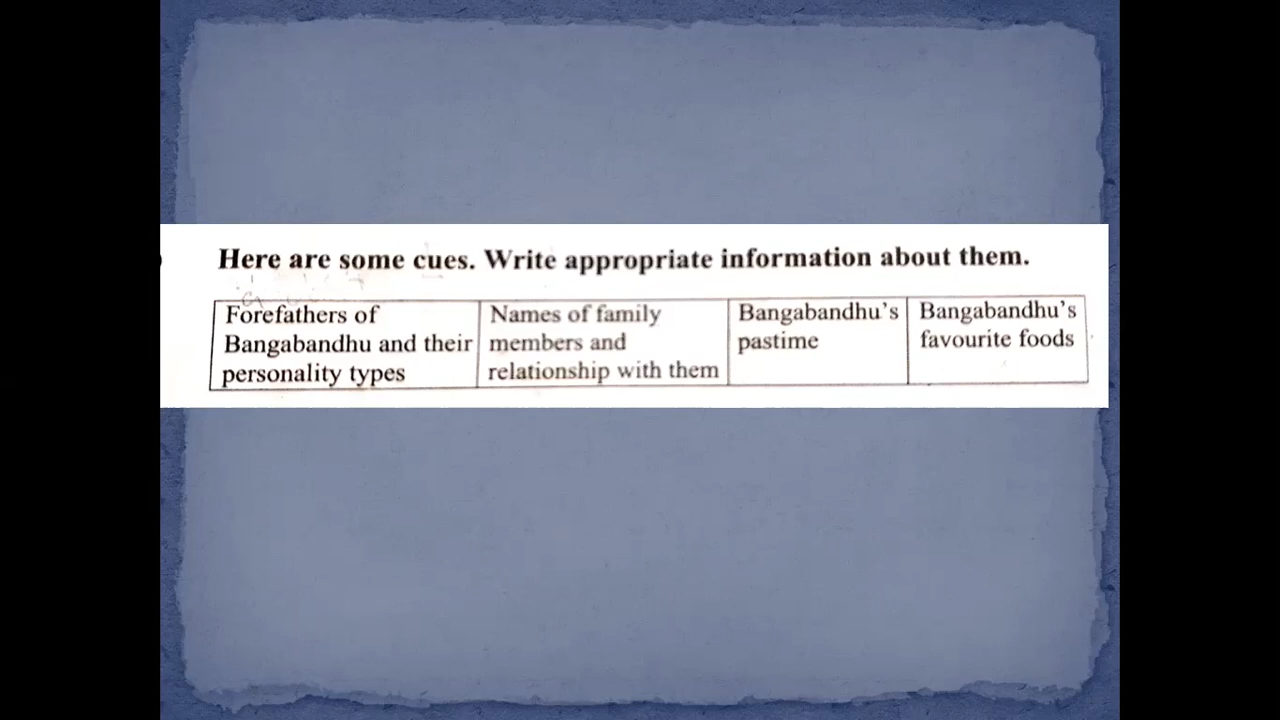 Here are some cues. Write appropriate information about them.
Forefathers of
Bangabandhu and their
personality types
Names of family
members and
relationship with them
Bangabandhu's
pastime
Bangabandhu's
favourite foods